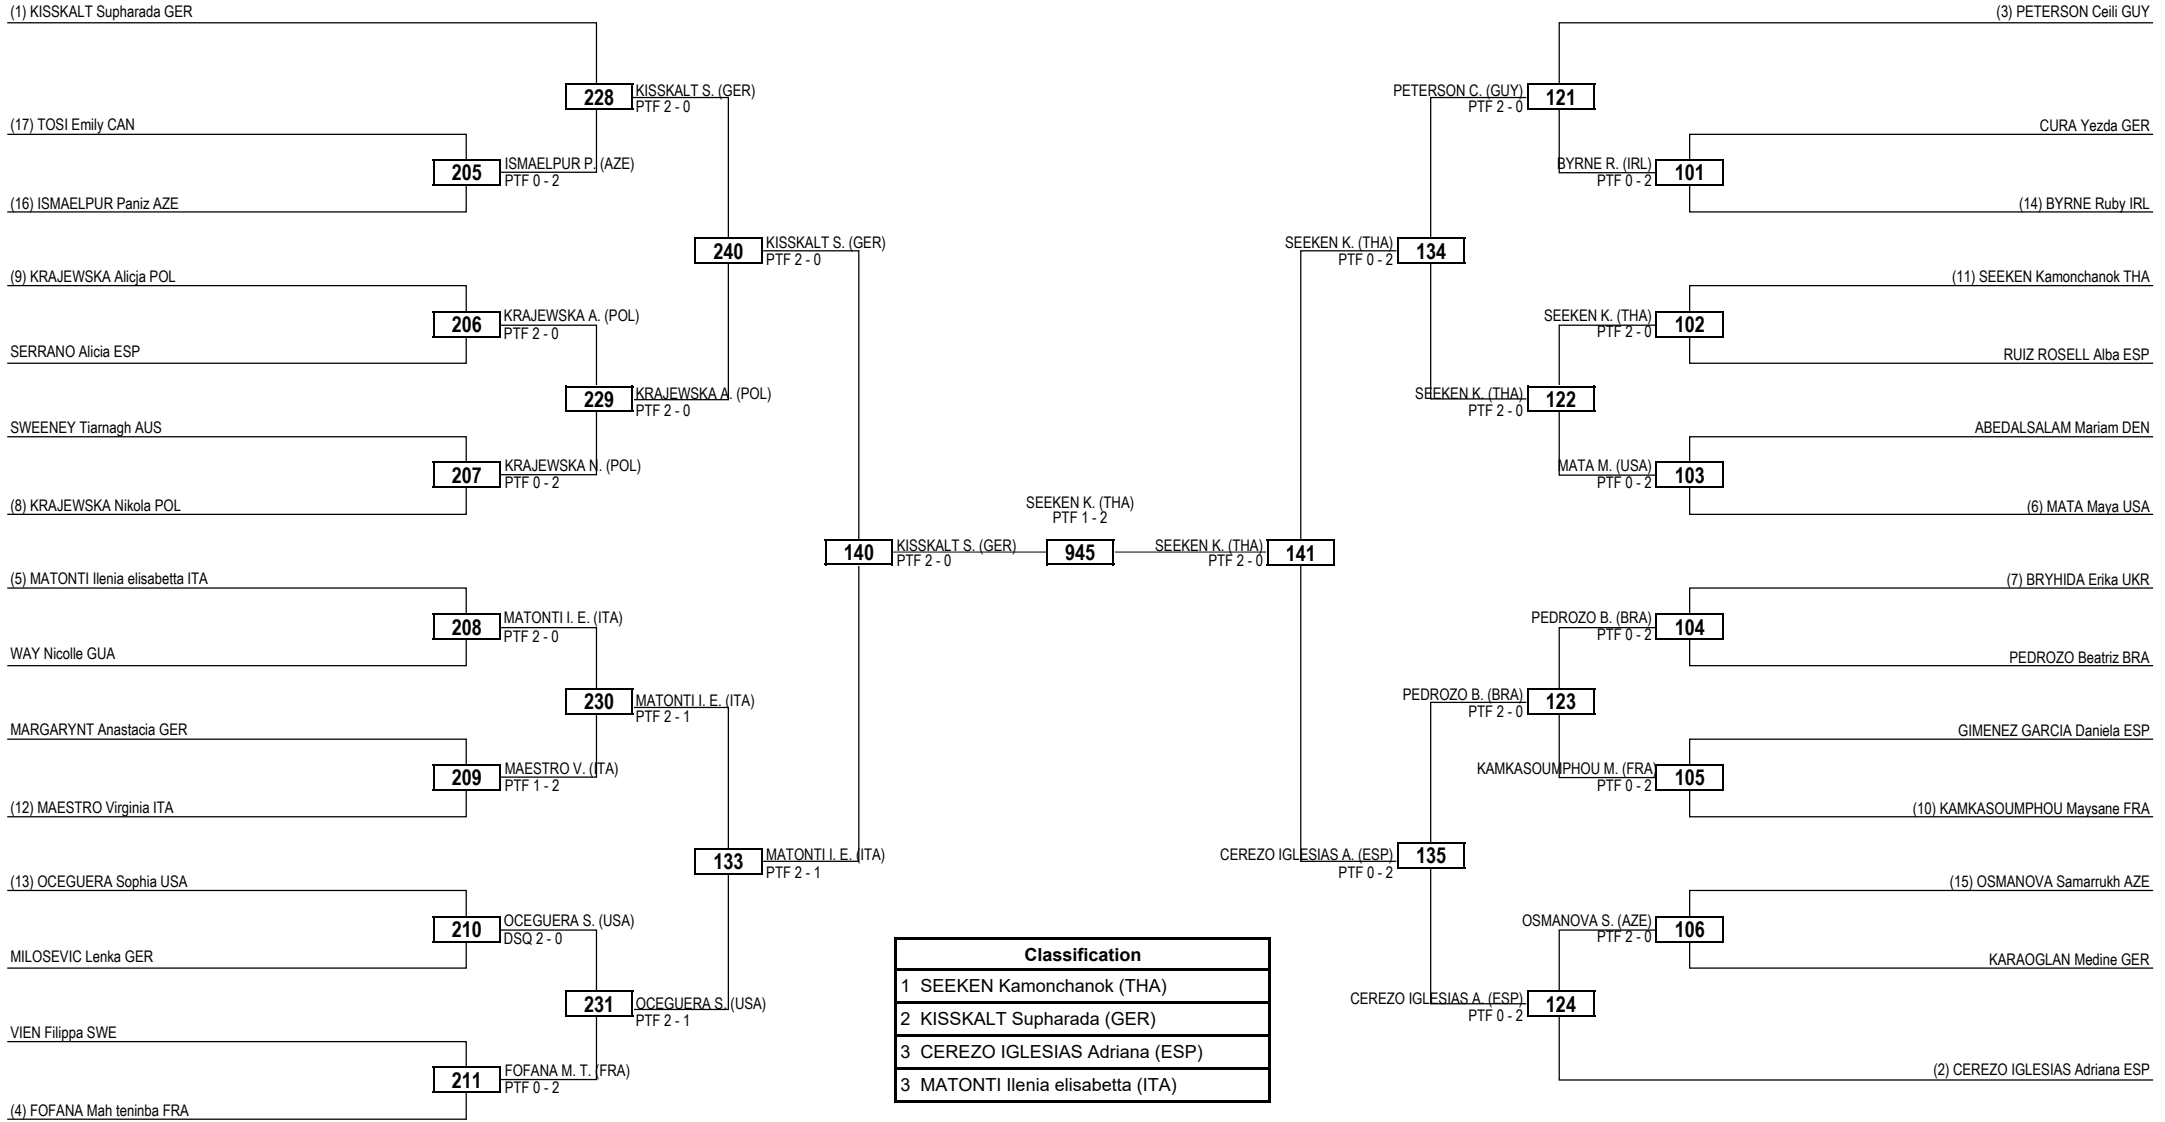 (1) KISSKALT Supharada GER
228
KISSKALT S. (GER)
PTF 2 - 0
(17) TOSI Emily CAN
205
ISMAELPUR P. (AZE)
PTF 0 - 2
(16) ISMAELPUR Paniz AZE
240
KISSKALT S. (GER)
PTF 2 - 0
(9) KRAJEWSKA Alicja POL
206
KRAJEWSKA A. (POL)
PTF 2 - 0
SERRANO Alicia ESP
229
KRAJEWSKA A. (POL)
PTF 2 - 0
SWEENEY Tiarnagh AUS
207
KRAJEWSKA N. (POL)
PTF 0 - 2
(8) KRAJEWSKA Nikola POL
140
KISSKALT S. (GER)
PTF 2 - 0
(5) MATONTI Ilenia elisabetta ITA
208
MATONTI I. E. (ITA)
PTF 2 - 0
WAY Nicolle GUA
230
MATONTI I. E. (ITA)
PTF 2 - 1
MARGARYNT Anastacia GER
209
MAESTRO V. (ITA)
PTF 1 - 2
(12) MAESTRO Virginia ITA
133
MATONTI I. E. (ITA)
PTF 2 - 1
(13) OCEGUERA Sophia USA
210
OCEGUERA S. (USA)
DSQ 2 - 0
MILOSEVIC Lenka GER
231
OCEGUERA S. (USA)
PTF 2 - 1
VIEN Filippa SWE
211
FOFANA M. T. (FRA)
PTF 0 - 2
(4) FOFANA Mah teninba FRA
SEEKEN K. (THA)
PTF 1 - 2
945
(3) PETERSON Ceili GUY
PETERSON C. (GUY)
PTF 2 - 0
121
CURA Yezda GER
BYRNE R. (IRL)
PTF 0 - 2
101
(14) BYRNE Ruby IRL
SEEKEN K. (THA)
PTF 0 - 2
134
(11) SEEKEN Kamonchanok THA
SEEKEN K. (THA)
PTF 2 - 0
102
RUIZ ROSELL Alba ESP
SEEKEN K. (THA)
PTF 2 - 0
122
ABEDALSALAM Mariam DEN
MATA M. (USA)
PTF 0 - 2
103
(6) MATA Maya USA
SEEKEN K. (THA)
PTF 2 - 0
141
(7) BRYHIDA Erika UKR
PEDROZO B. (BRA)
PTF 0 - 2
104
PEDROZO Beatriz BRA
PEDROZO B. (BRA)
PTF 2 - 0
123
GIMENEZ GARCIA Daniela ESP
KAMKASOUMPHOU M. (FRA)
PTF 0 - 2
105
(10) KAMKASOUMPHOU Maysane FRA
CEREZO IGLESIAS A. (ESP)
PTF 0 - 2
135
(15) OSMANOVA Samarrukh AZE
OSMANOVA S. (AZE)
PTF 2 - 0
106
KARAOGLAN Medine GER
CEREZO IGLESIAS A. (ESP)
PTF 0 - 2
124
(2) CEREZO IGLESIAS Adriana ESP
Classification
1 SEEKEN Kamonchanok (THA)
2 KISSKALT Supharada (GER)
3 CEREZO IGLESIAS Adriana (ESP)
3 MATONTI Ilenia elisabetta (ITA)